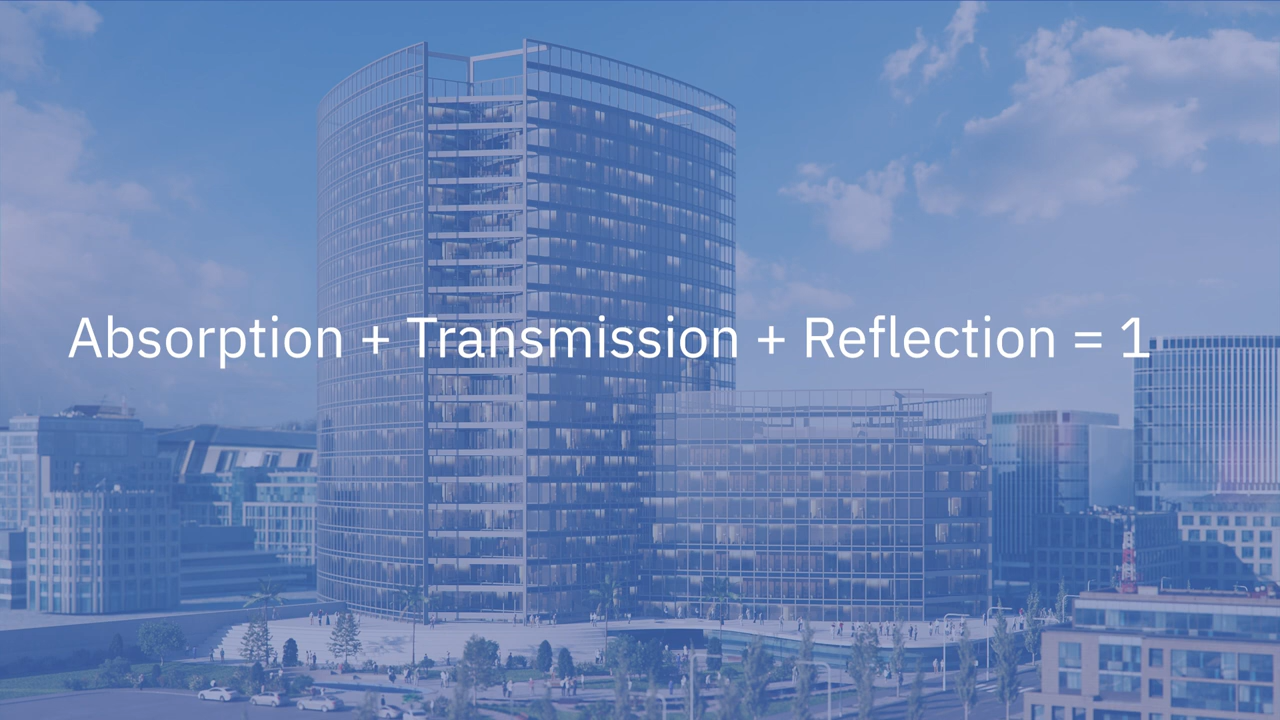 Absorption + Transmission + Reflection = 1